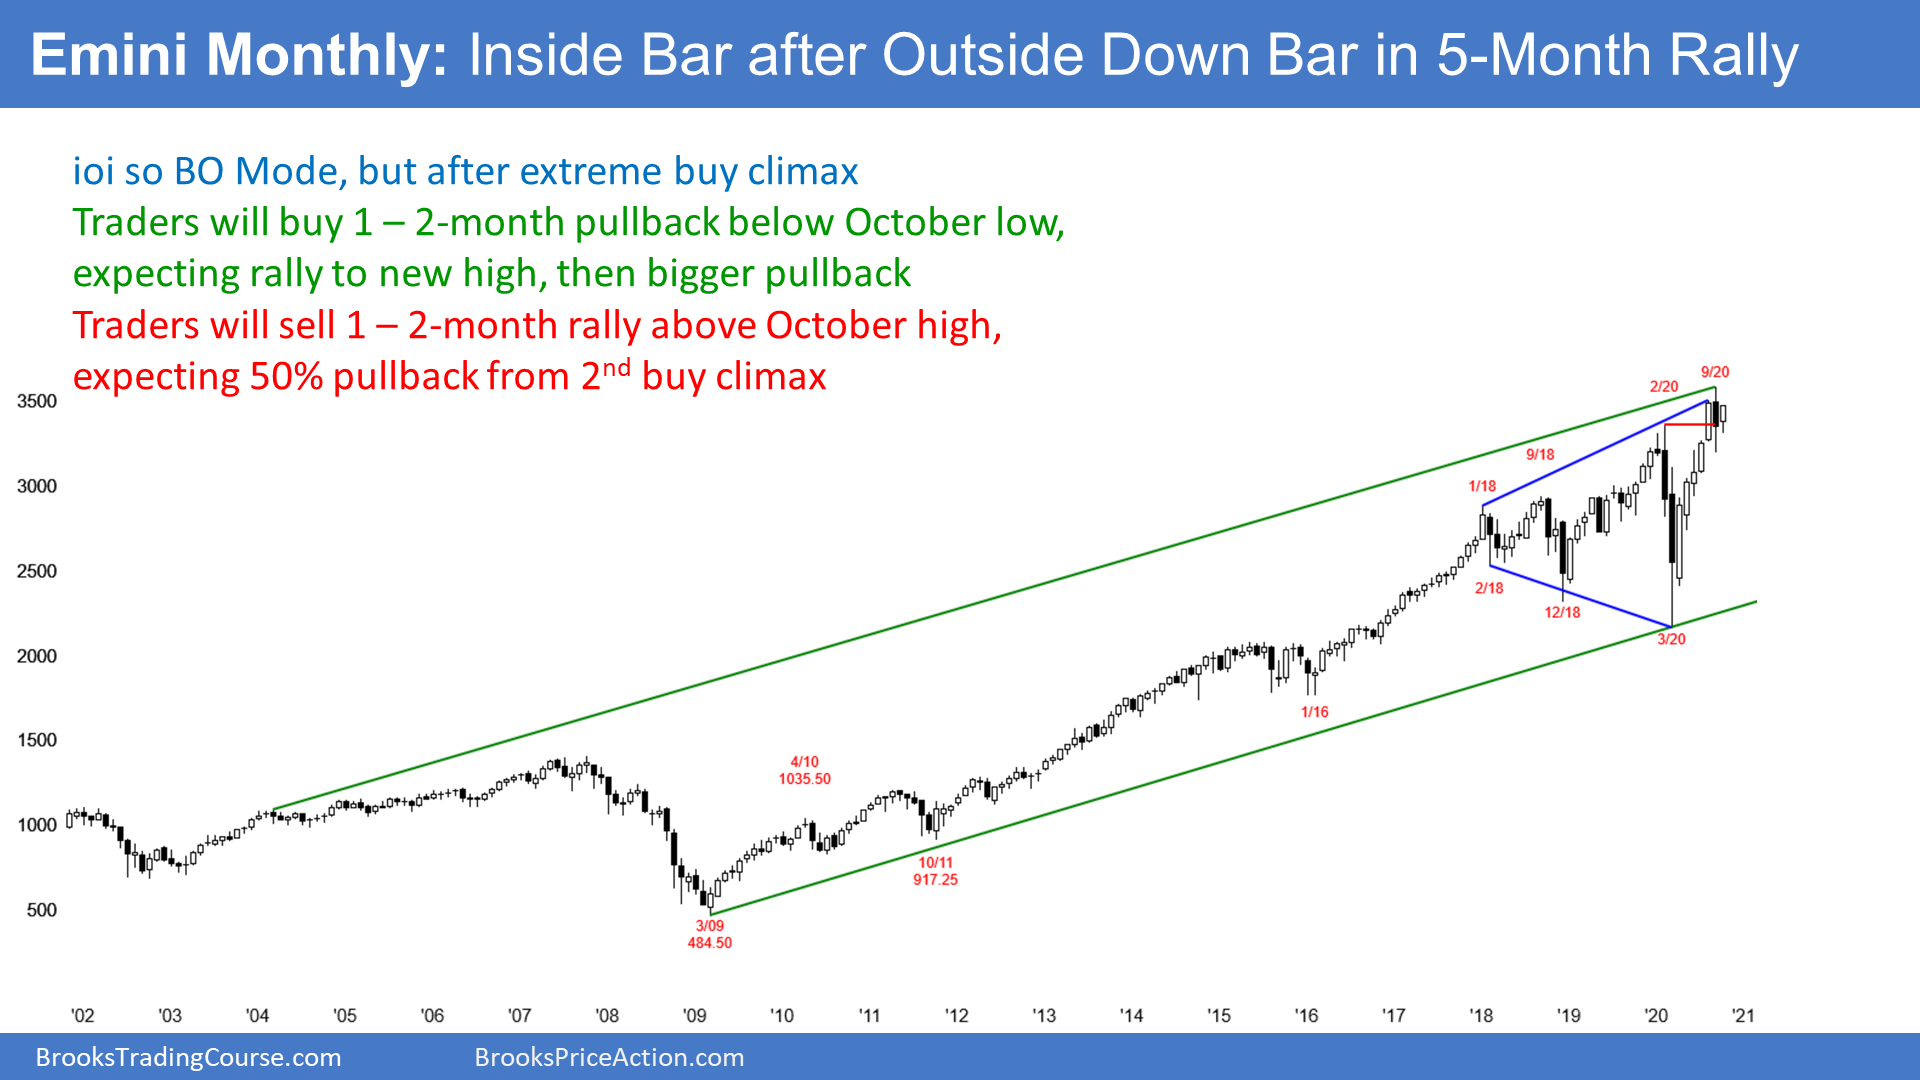 Emini Monthly: Inside Bar after Outside Down Bar in 5-Month Rally
ioi so BO Mode, but after extreme buy climax
Traders will buy 1 – 2-month pullback below October low,
expecting rally to new high, then bigger pullback
Traders will sell 1 – 2-month rally above October high,
expecting 50% pullback from 2nd buy climax
9/20
2/20
3500
9/18
1/18
3000
2500
2/18
12/18
3/20
2000
1/16
1500
4/10
1035.50
1000
10/11
917.25
500
3/09
484.50
'02 '03 '04 '05 '06 '07 '08 '09 '10 '11 '12 '13 '14 '15 '16 '17 '18 '19 '20 '21
BrooksTradingCourse.com BrooksPriceAction.com